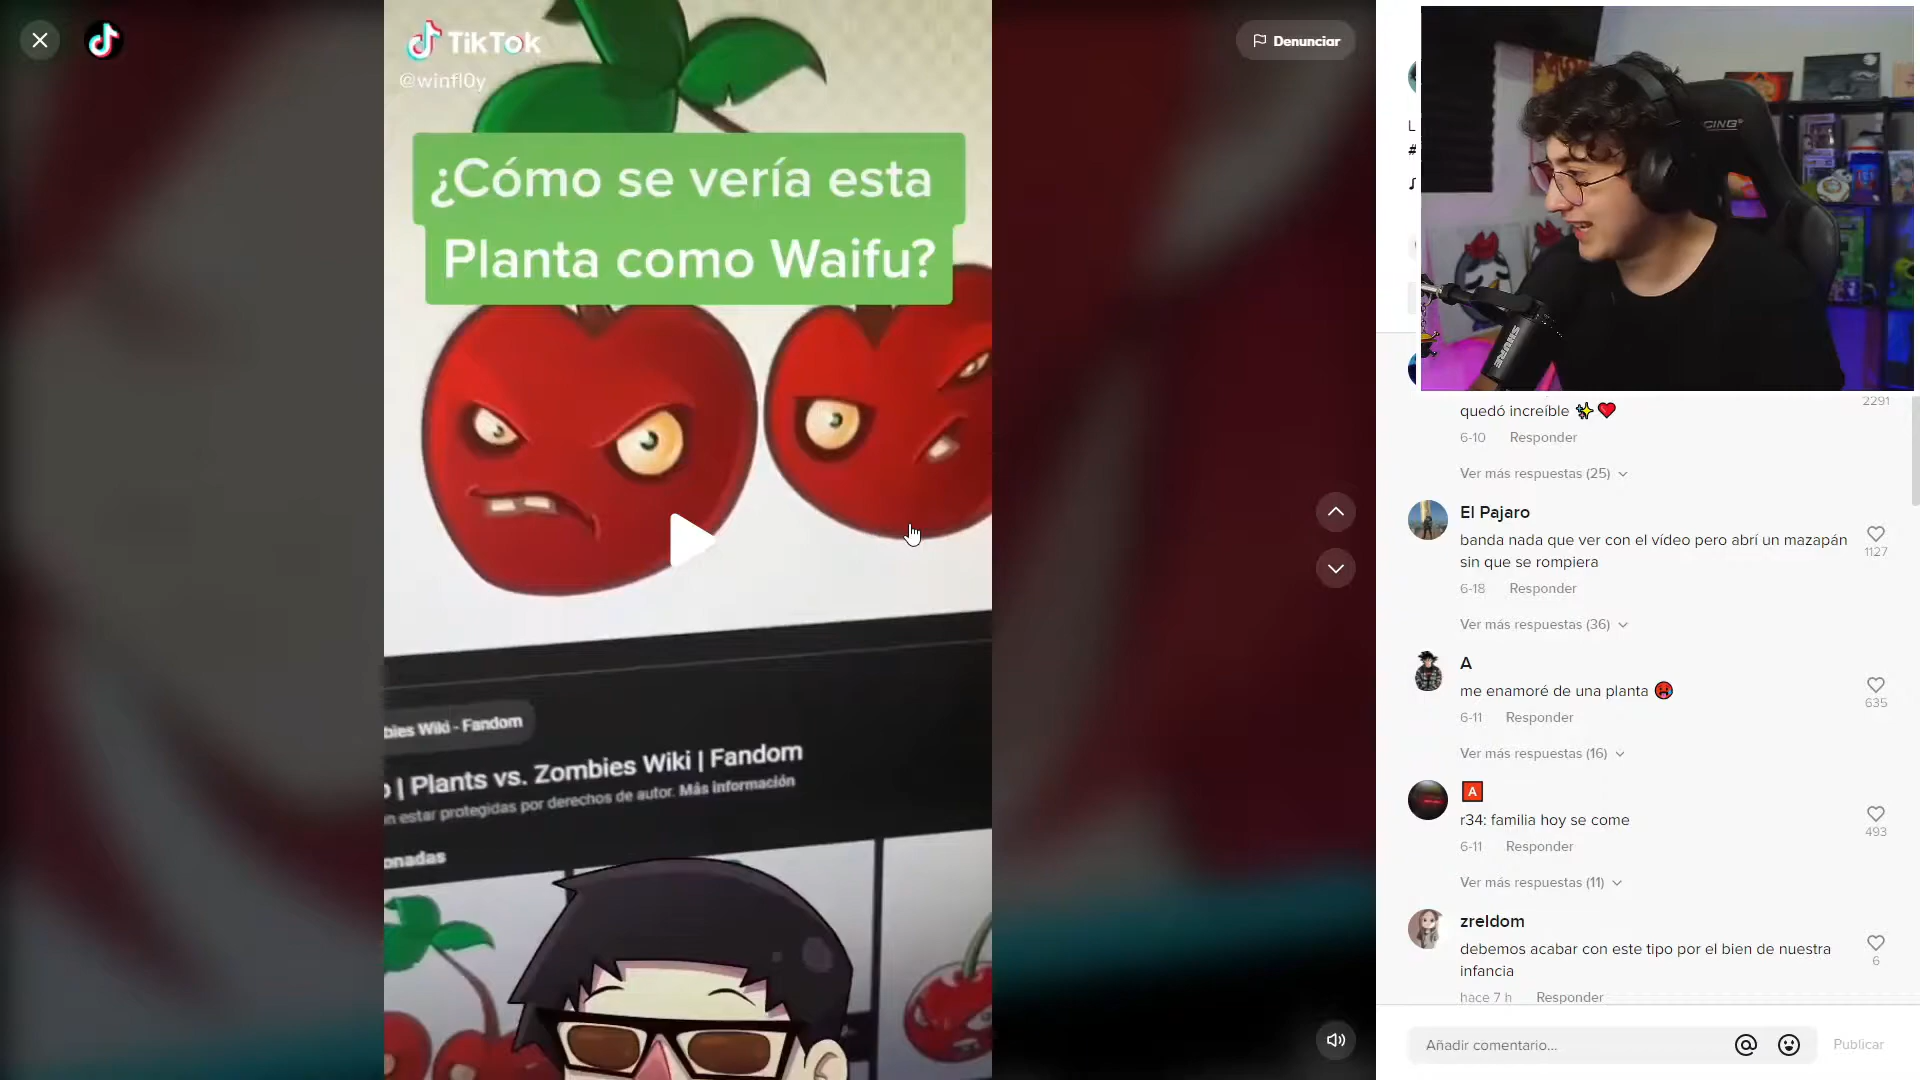 TikTok
@winfl0y
Denunciar
¿Cómo se vería esta
Planta como Waifu?
bies Wiki - Fandom
o | Plants vs. Zombies Wiki | Fandom
n estar protegidas por derechos de autor. Más información
onadas
CING
SHURE
L
#
2291
quedó increíble ✨❤️
6-10 Responder
Ver más respuestas (25)
El Pajaro
banda nada que ver con el vídeo pero abrí un mazapán
sin que se rompiera
1127
6-18 Responder
Ver más respuestas (36)
A
me enamoré de una planta 🥵
635
6-11 Responder
Ver más respuestas (16)
A
r34: familia hoy se come
493
6-11 Responder
Ver más respuestas (11)
zreldom
debemos acabar con este tipo por el bien de nuestra
infancia
6
hace 7 h Responder
Añadir comentario...
@
Publicar